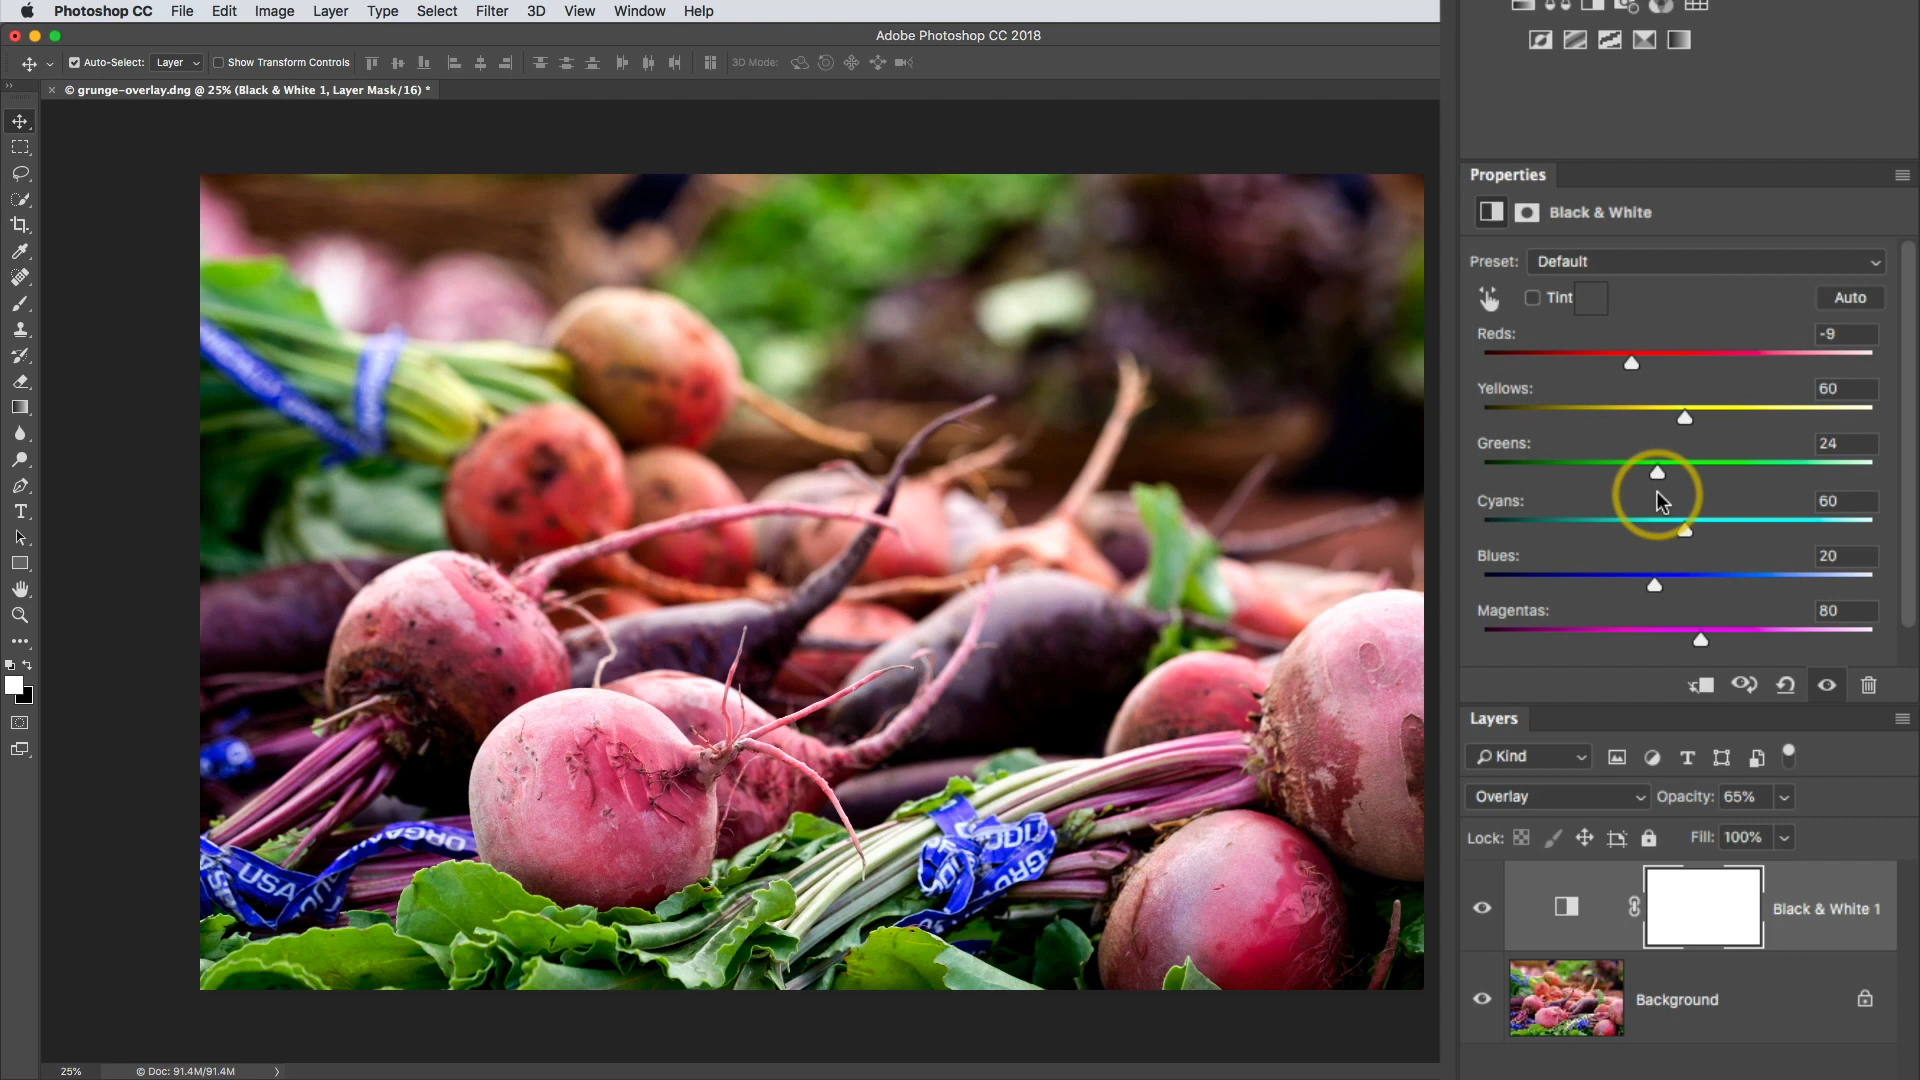 Photoshop CC File Edit Image Layer Type Select Filter 3D View Window Help
Adobe Photoshop CC 2018
Auto-Select: Layer Show Transform Controls 3D Mode:
× © grunge-overlay.dng @ 25% (Black & White 1, Layer Mask/16) *
Properties
Black & White
Preset: Default
Tint Auto
Reds: -9
Yellows: 60
Greens: 24
Cyans: 60
Blues: 20
Magentas: 80
Layers
Kind
Overlay Opacity: 65%
Lock: Fill: 100%
Black & White 1
Background
USA
ORGA
25% © Doc: 91.4M/91.4M